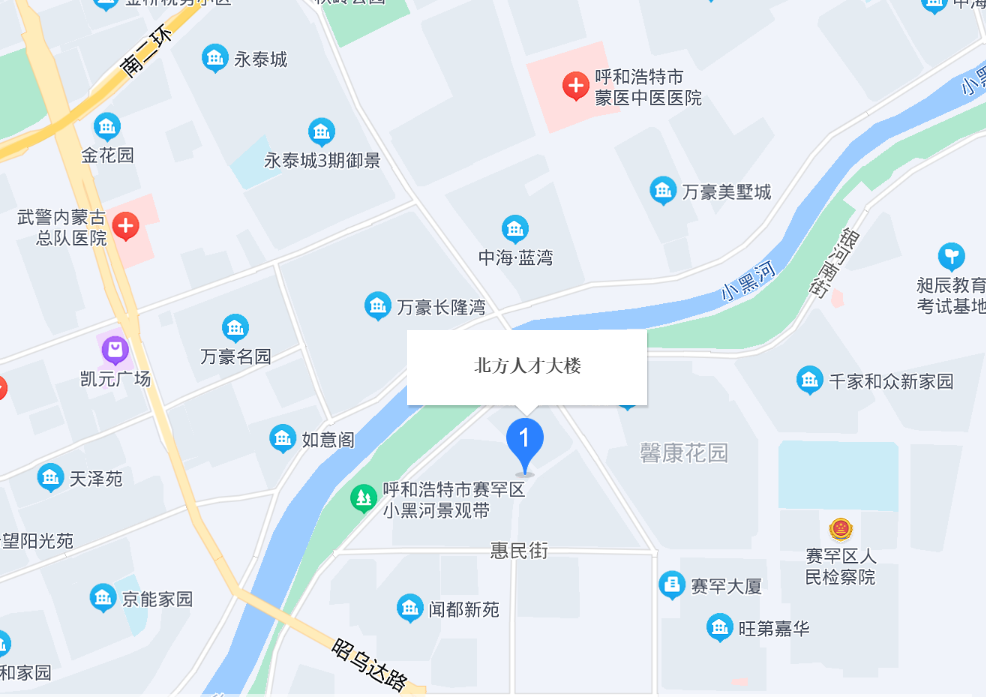 南二环
永泰城
呼和浩特市
蒙医中医医院
小黑
金花园
永泰城3期御景
武警内蒙古
总队医院
万豪美墅城
中海·蓝湾
银河南街
小黑河
昶辰教育
考试基地
万豪长隆湾
万豪名园
凯元广场
北方人才大楼
千家和众新家园
1
如意阁
馨康花园
天泽苑
呼和浩特市赛罕区
小黑河景观带
望阳光苑
惠民街
赛罕区人
民检察院
京能家园
闻都新苑
赛罕大厦
旺第嘉华
昭乌达路
和家园